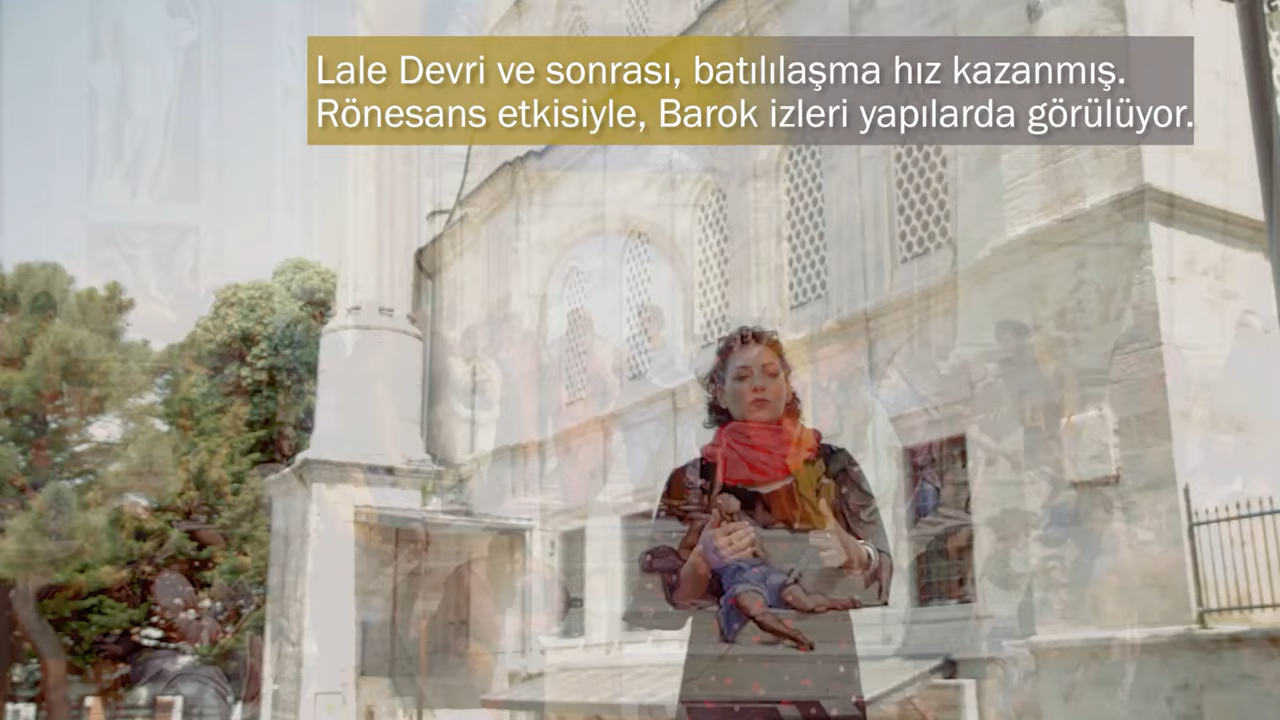 Lale Devri ve sonrası, batılılaşma hız kazanmış.
Rönesans etkisiyle, Barok izleri yapılarda görülüyor.